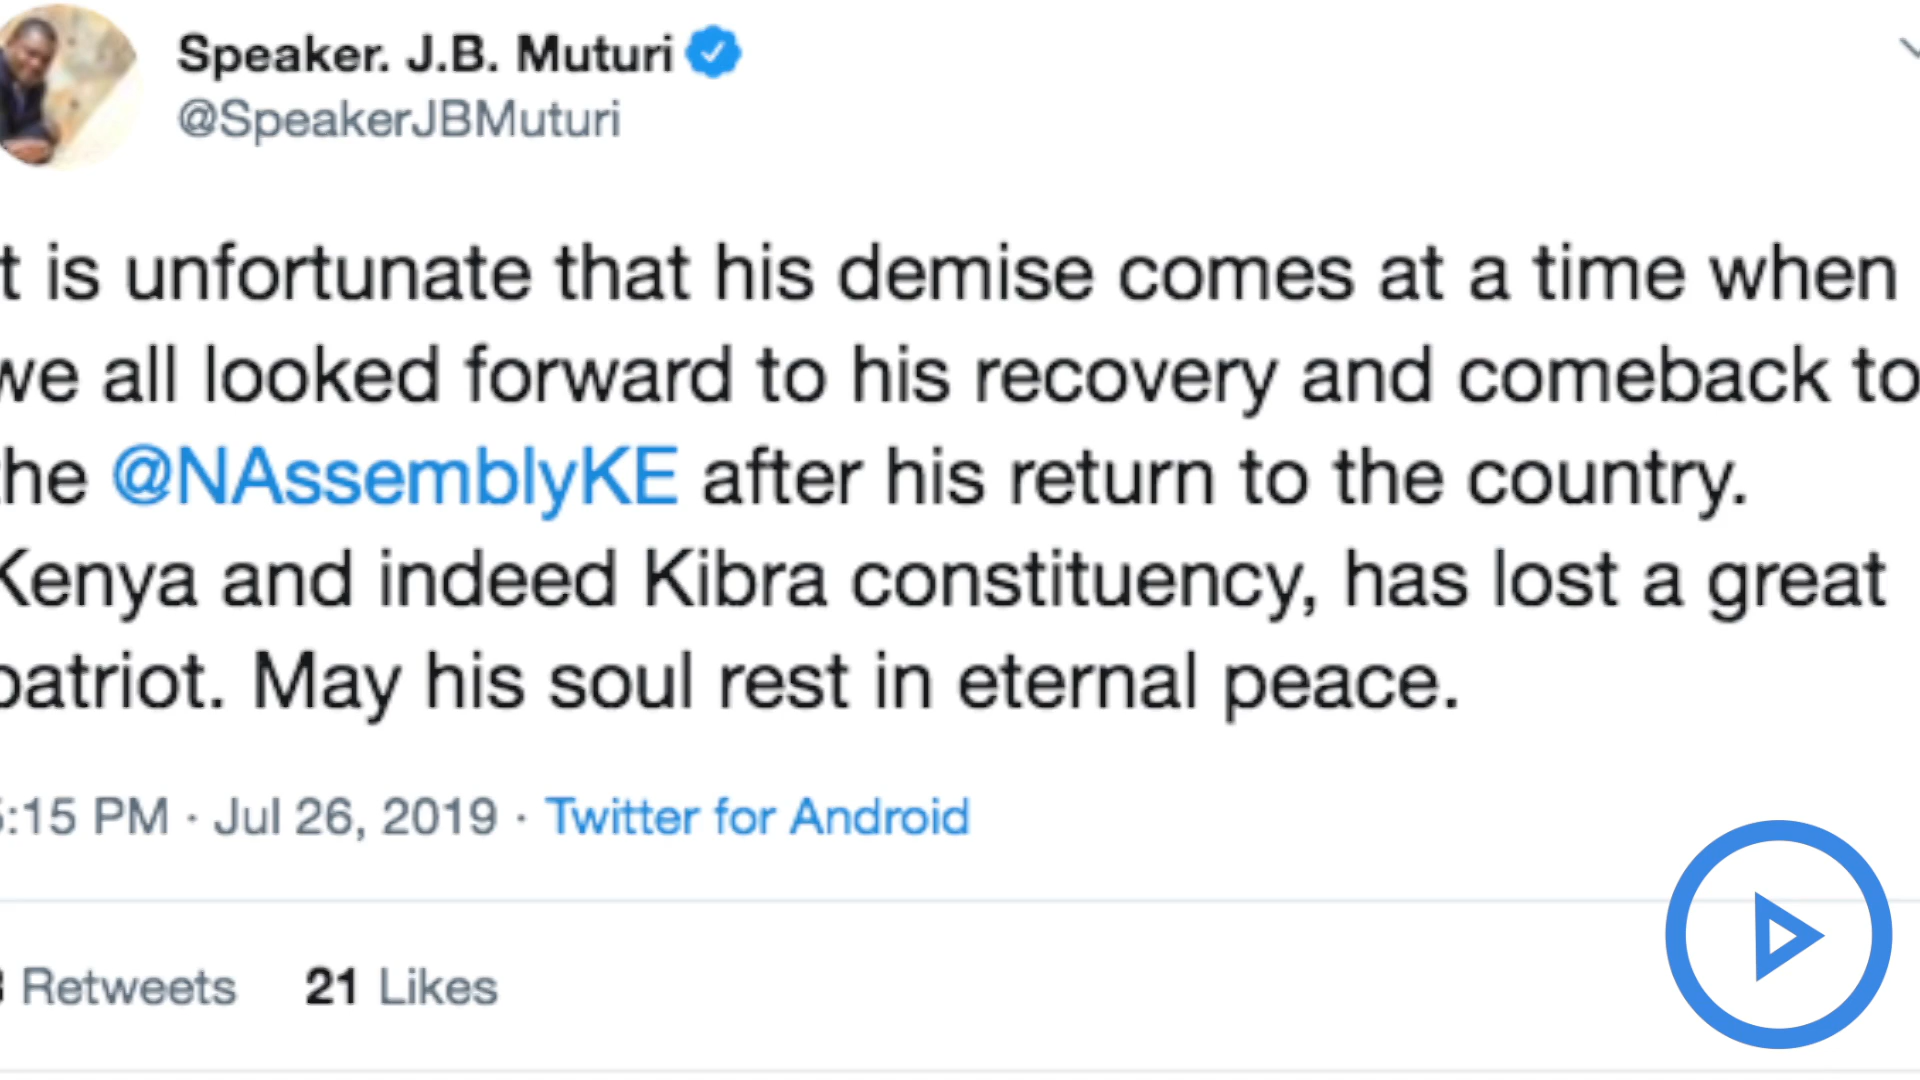 Speaker. J.B. Muturi
@SpeakerJBMuturi
t is unfortunate that his demise comes at a time when
we all looked forward to his recovery and comeback to
the @NAssemblyKE after his return to the country.
Kenya and indeed Kibra constituency, has lost a great
patriot. May his soul rest in eternal peace.
:15 PM · Jul 26, 2019 · Twitter for Android
Retweets 21 Likes